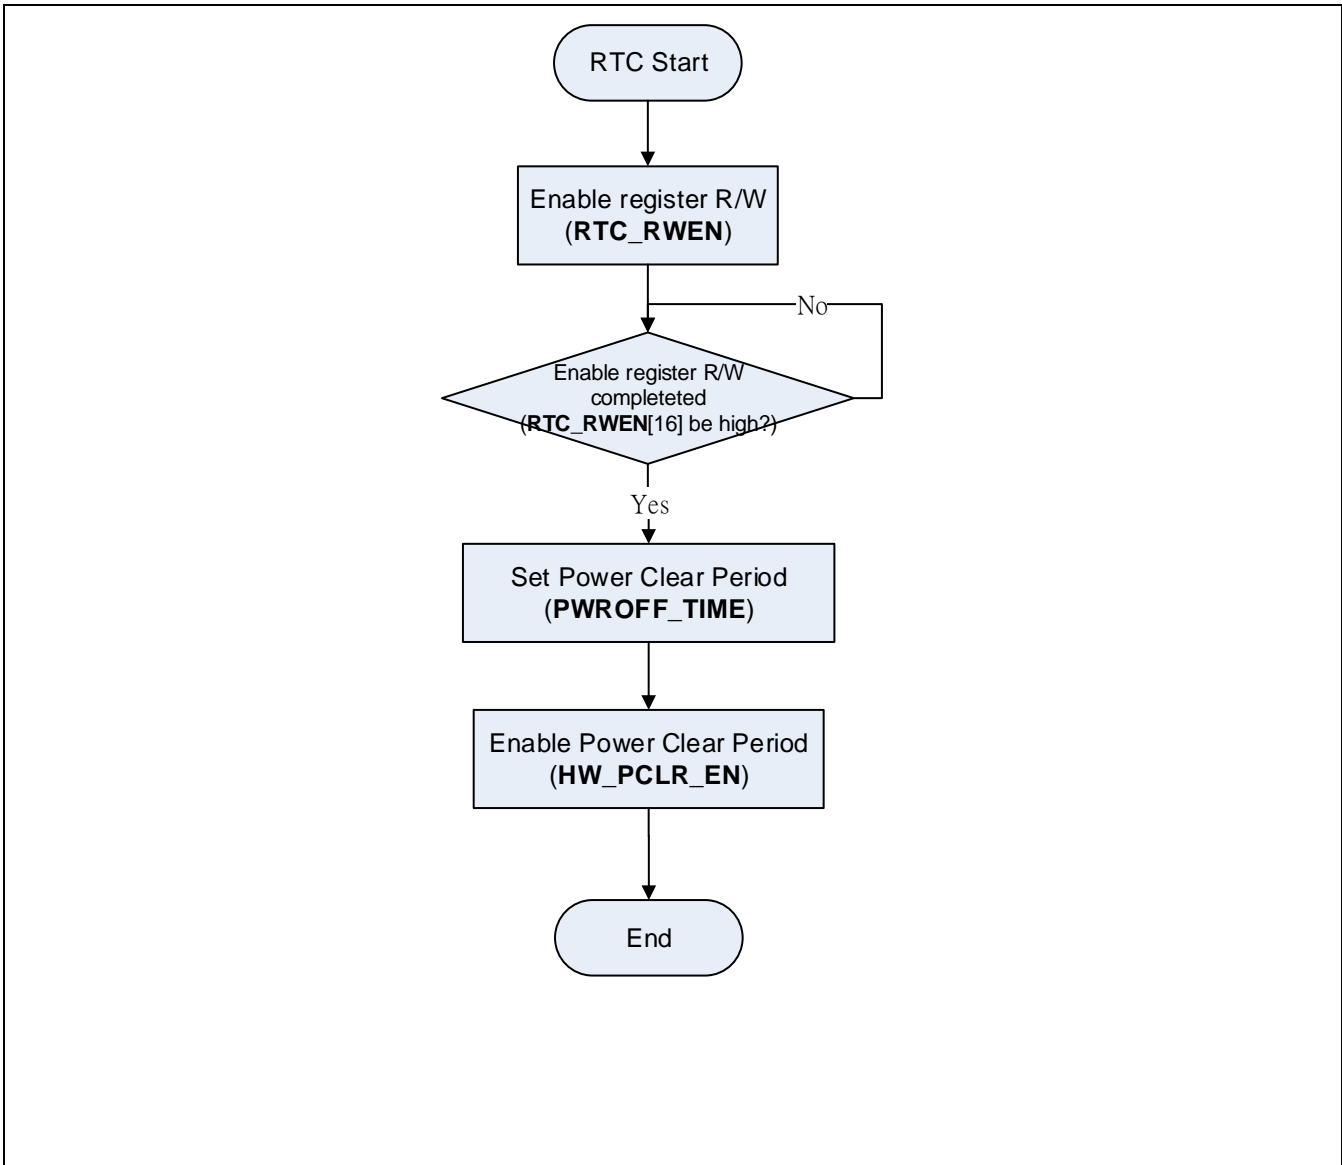 RTC Start
Enable register R/W
(RTC_RWEN)
No
Enable register R/W
completeted
(RTC_RWEN[16] be high?)
Yes
Set Power Clear Period
(PWROFF_TIME)
Enable Power Clear Period
(HW_PCLR_EN)
End